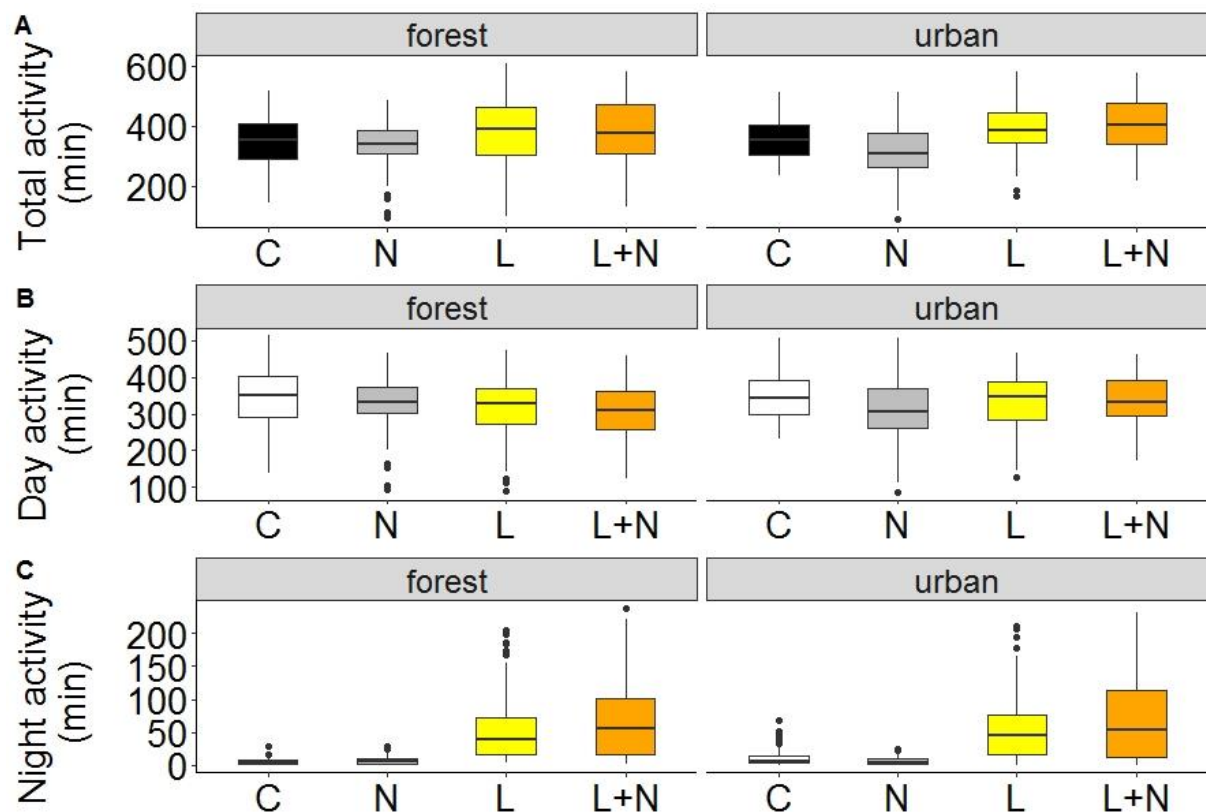 A
Total activity
(min)
forest
urban
600
400
200
C N L L+N
C N L L+N
B
Day activity
(min)
forest
urban
500
400
300
200
100
C N L L+N
C N L L+N
C
Night activity
(min)
forest
urban
200
150
100
50
0
C N L L+N
C N L L+N